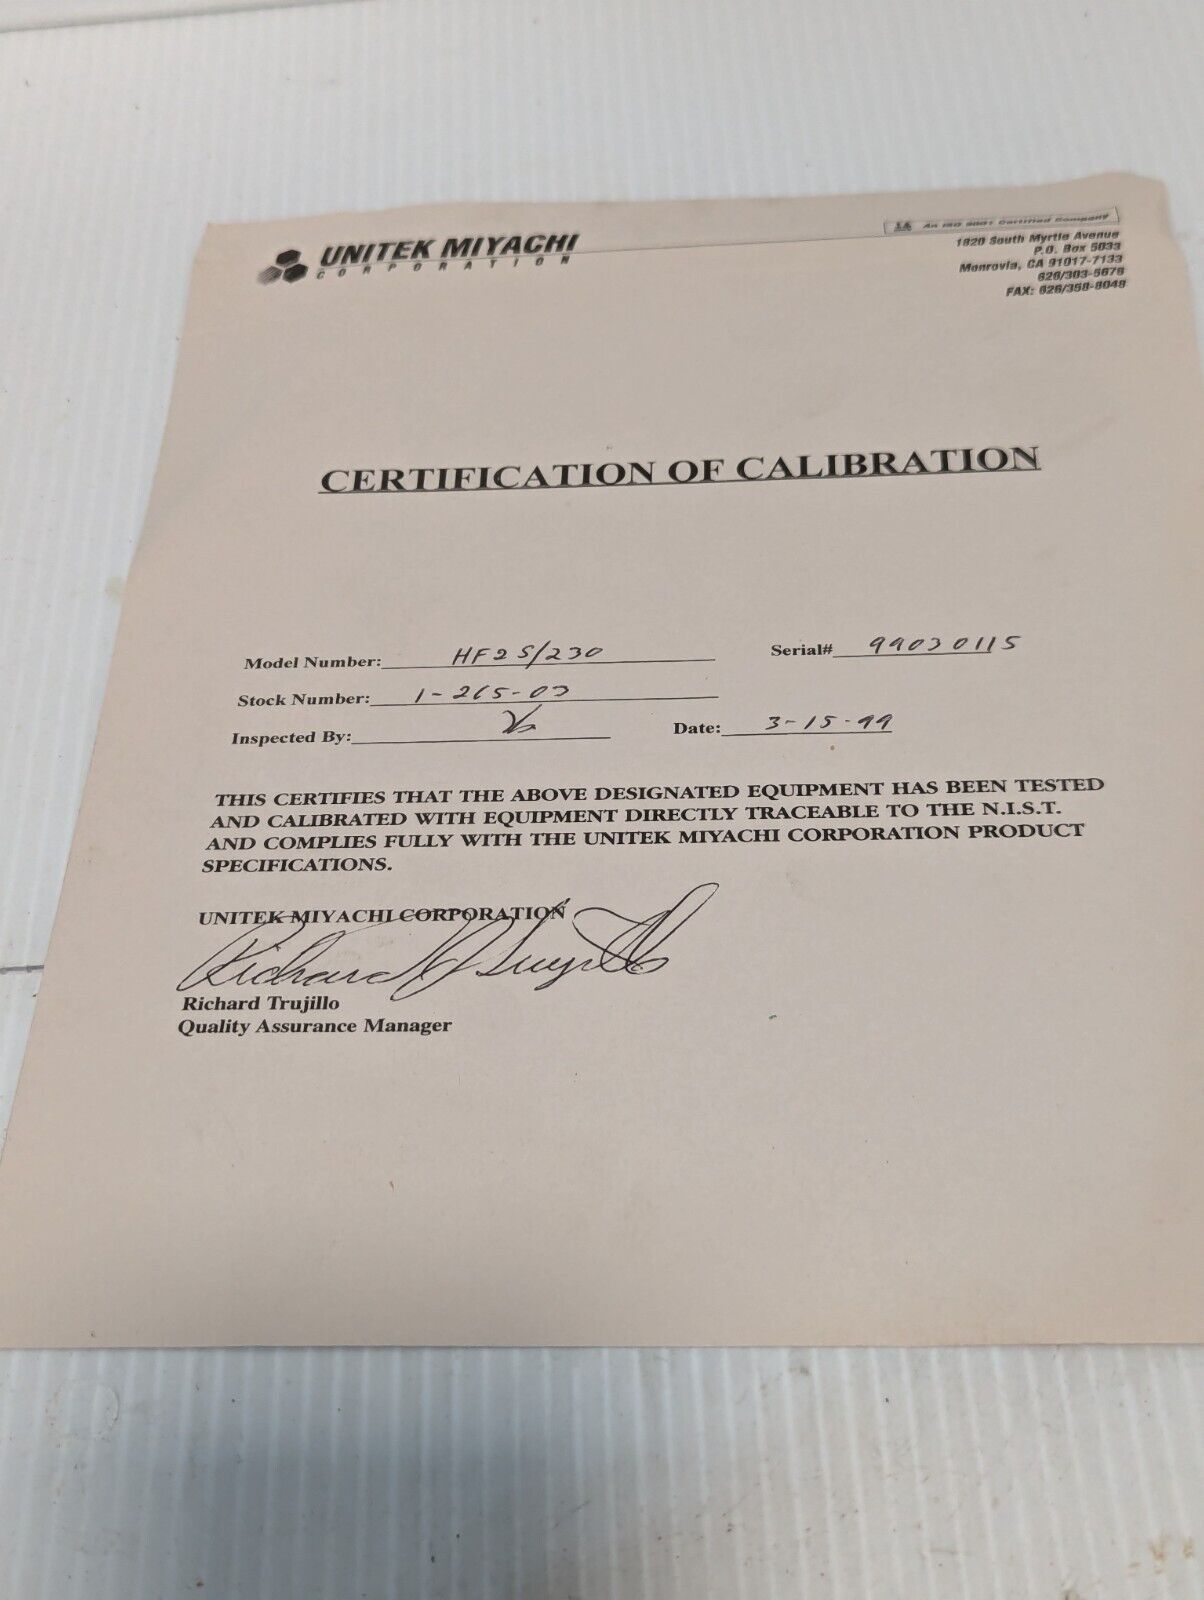 UNITEK MIYACHI
CORPORATION
An ISO 9001 Certified Company
1820 South Myrtle Avenue
P.O. Box 5033
Monrovia, CA 91017-7133
626/303-5676
FAX: 626/358-8048
CERTIFICATION OF CALIBRATION
Model Number: HF25/230 Serial# 99030115
Stock Number: 1-265-03
Inspected By: Date: 3-15-99
THIS CERTIFIES THAT THE ABOVE DESIGNATED EQUIPMENT HAS BEEN TESTED
AND CALIBRATED WITH EQUIPMENT DIRECTLY TRACEABLE TO THE N.I.S.T.
AND COMPLIES FULLY WITH THE UNITEK MIYACHI CORPORATION PRODUCT
SPECIFICATIONS.
UNITEK MIYACHI CORPORATION
Richard Trujillo
Richard Trujillo
Quality Assurance Manager